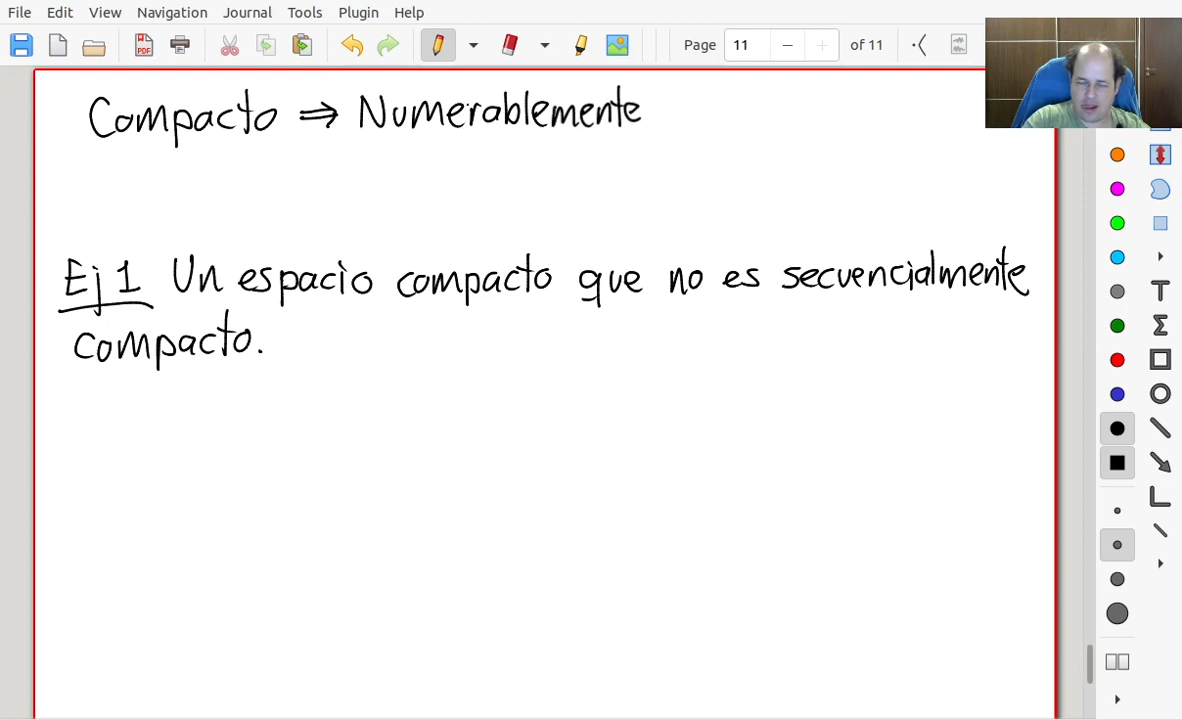 File Edit View Navigation Journal Tools Plugin Help
PDF Page 11 of 11
Compacto ⇒ Numerablemente
Ej 1 Un espacio compacto que no es secuencialmente
compacto.